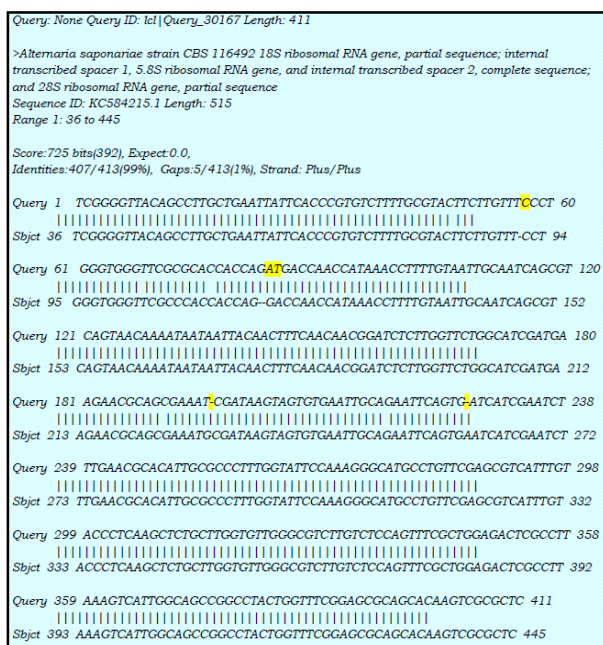 Query: None Query ID: lcl|Query_30167 Length: 411
>Alternaria saponariae strain CBS 116492 18S ribosomal RNA gene, partial sequence; internal
transcribed spacer 1, 5.8S ribosomal RNA gene, and internal transcribed spacer 2, complete sequence;
and 28S ribosomal RNA gene, partial sequence
Sequence ID: KC584215.1 Length: 515
Range 1: 36 to 445
Score:725 bits(392), Expect:0.0,
Identities:407/413(99%), Gaps:5/413(1%), Strand: Plus/Plus
Query 1 TCGGGGTTACAGCCTTGCTGAATTATTCACCCGTGTCTTTTGCGTACTTCTTGTTTCCCT 60
Sbjct 36 TCGGGGTTACAGCCTTGCTGAATTATTCACCCGTGTCTTTTGCGTACTTCTTGTTT-CCT 94
Query 61 GGGTGGGTTCGCGCACCACCAGATGACCAACCATAAACCTTTTGTAATTGCAATCAGCGT 120
Sbjct 95 GGGTGGGTTCGCCCACCACCAG--GACCAACCATAAACCTTTTGTAATTGCAATCAGCGT 152
Query 121 CAGTAACAAAATAATAATTACAACTTTCAACAACGGATCTCTTGGTTCTGGCATCGATGA 180
Sbjct 153 CAGTAACAAAATAATAATTACAACTTTCAACAACGGATCTCTTGGTTCTGGCATCGATGA 212
Query 181 AGAACGCAGCGAAAT-CGATAAGTAGTGTGAATTGCAGAATTCAGTG-ATCATCGAATCT 238
Sbjct 213 AGAACGCAGCGAAATGCGATAAGTAGTGTGAATTGCAGAATTCAGTGAATCATCGAATCT 272
Query 239 TTGAACGCACATTGCGCCCTTTGGTATTCCAAAGGGCATGCCTGTTCGAGCGTCATTTGT 298
Sbjct 273 TTGAACGCACATTGCGCCCTTTGGTATTCCAAAGGGCATGCCTGTTCGAGCGTCATTTGT 332
Query 299 ACCCTCAAGCTCTGCTTGGTGTTGGGCGTCTTGTCTCCAGTTTCGCTGGAGACTCGCCTT 358
Sbjct 333 ACCCTCAAGCTCTGCTTGGTGTTGGGCGTCTTGTCTCCAGTTTCGCTGGAGACTCGCCTT 392
Query 359 AAAGTCATTGGCAGCCGGCCTACTGGTTTCGGAGCGCAGCACAAGTCGCGCTC 411
Sbjct 393 AAAGTCATTGGCAGCCGGCCTACTGGTTTCGGAGCGCAGCACAAGTCGCGCTC 445